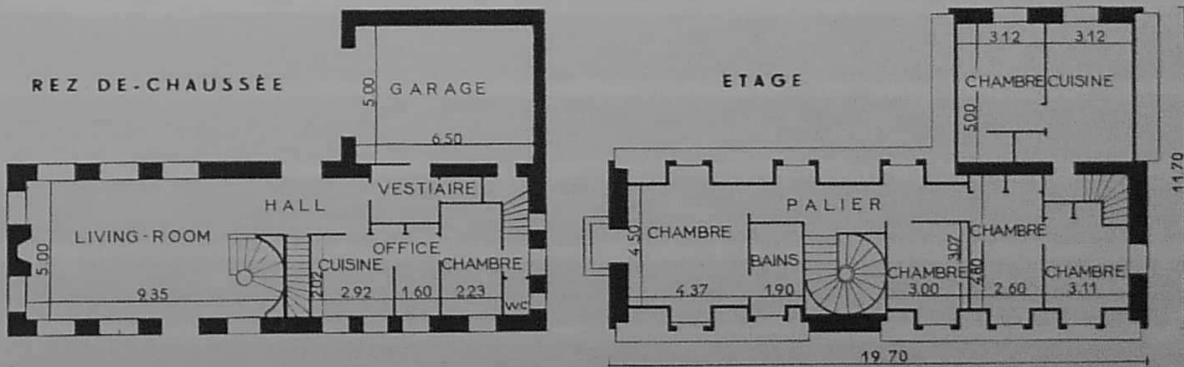 REZ DE-CHAUSSÉE
5.00
GARAGE
6.50
VESTIAIRE
HALL
LIVING-ROOM
OFFICE
CUISINE
CHAMBRE
5.00
9.35
2.02
2.92
1.60
2.23
WC
ETAGE
3.12
3.12
CHAMBRE
CUISINE
5.00
11.70
PALIER
CHAMBRE
4.50
BAINS
CHAMBRE
3.07
4.80
CHAMBRE
CHAMBRE
4.37
1.90
3.00
2.60
3.11
19.70